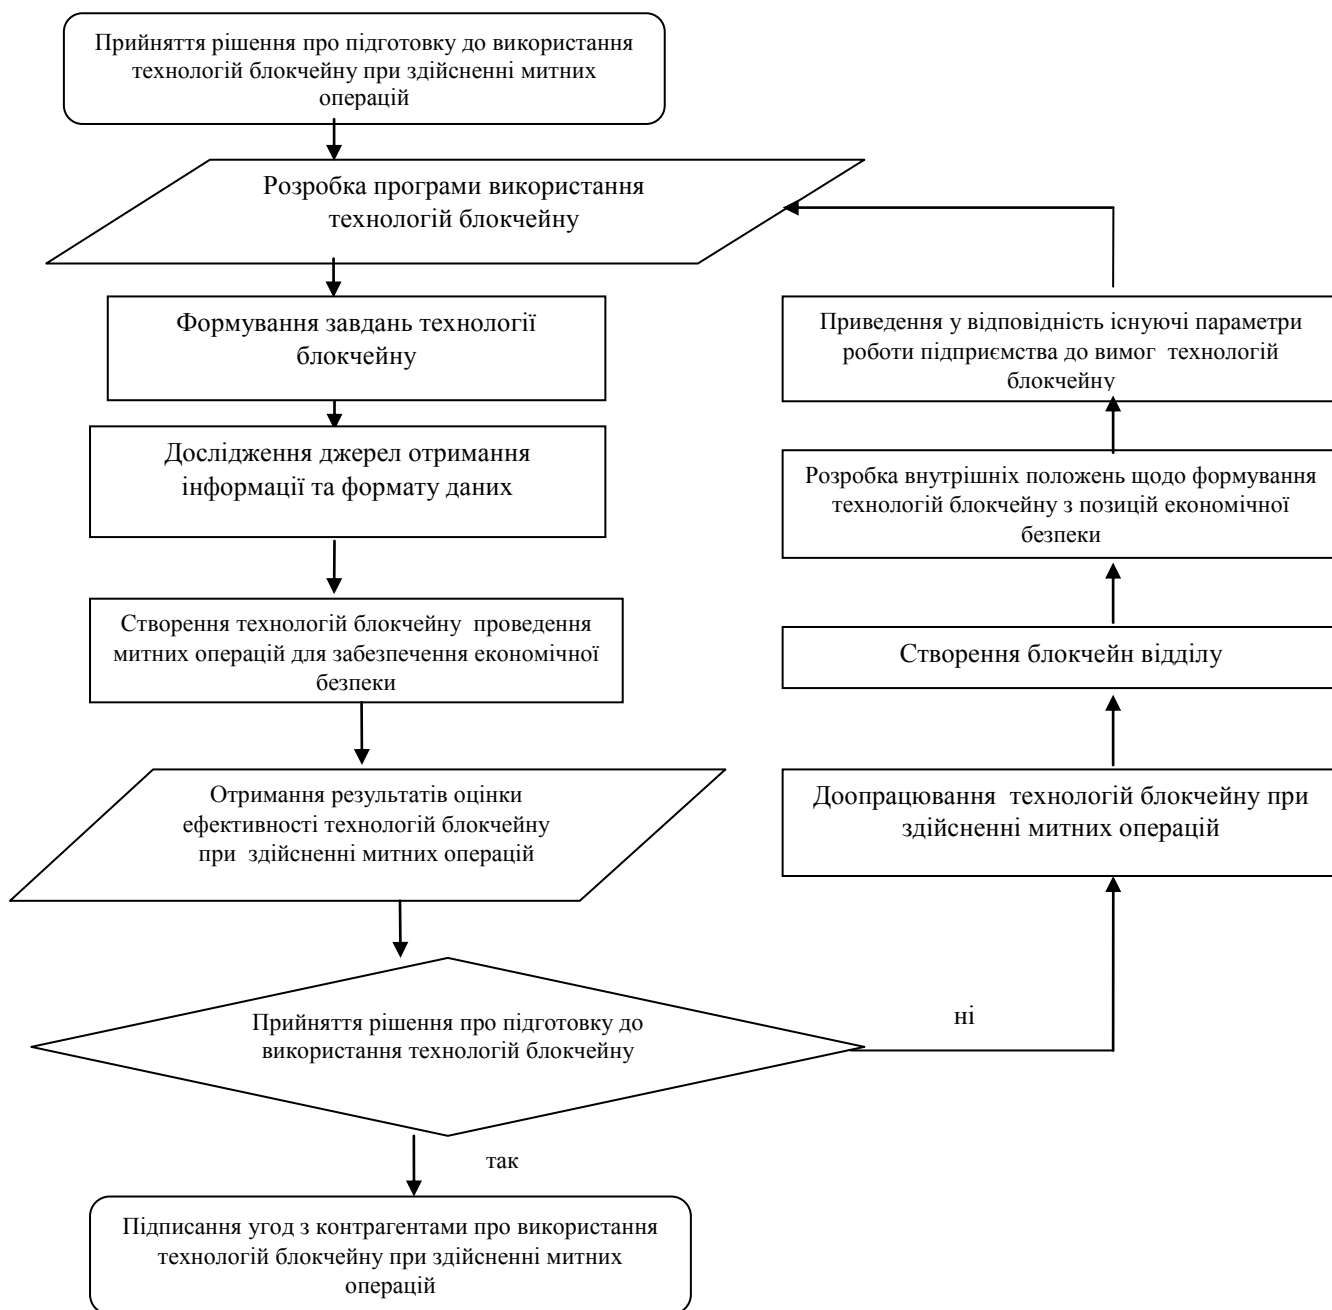 Прийняття рішення про підготовку до використання
технологій блокчейну при здійсненні митних
операцій
Розробка програми використання
технологій блокчейну
Формування завдань технології
блокчейну
Дослідження джерел отримання
інформації та формату даних
Створення технологій блокчейну проведення
митних операцій для забезпечення економічної
безпеки
Отримання результатів оцінки
ефективності технологій блокчейну
при здійсненні митних операцій
Прийняття рішення про підготовку до
використання технологій блокчейну
так
Підписання угод з контрагентами про використання
технологій блокчейну при здійсненні митних
операцій
ні
Доопрацювання технологій блокчейну при
здійсненні митних операцій
Створення блокчейн відділу
Розробка внутрішніх положень щодо формування
технологій блокчейну з позицій економічної
безпеки
Приведення у відповідність існуючі параметри
роботи підприємства до вимог технологій
блокчейну